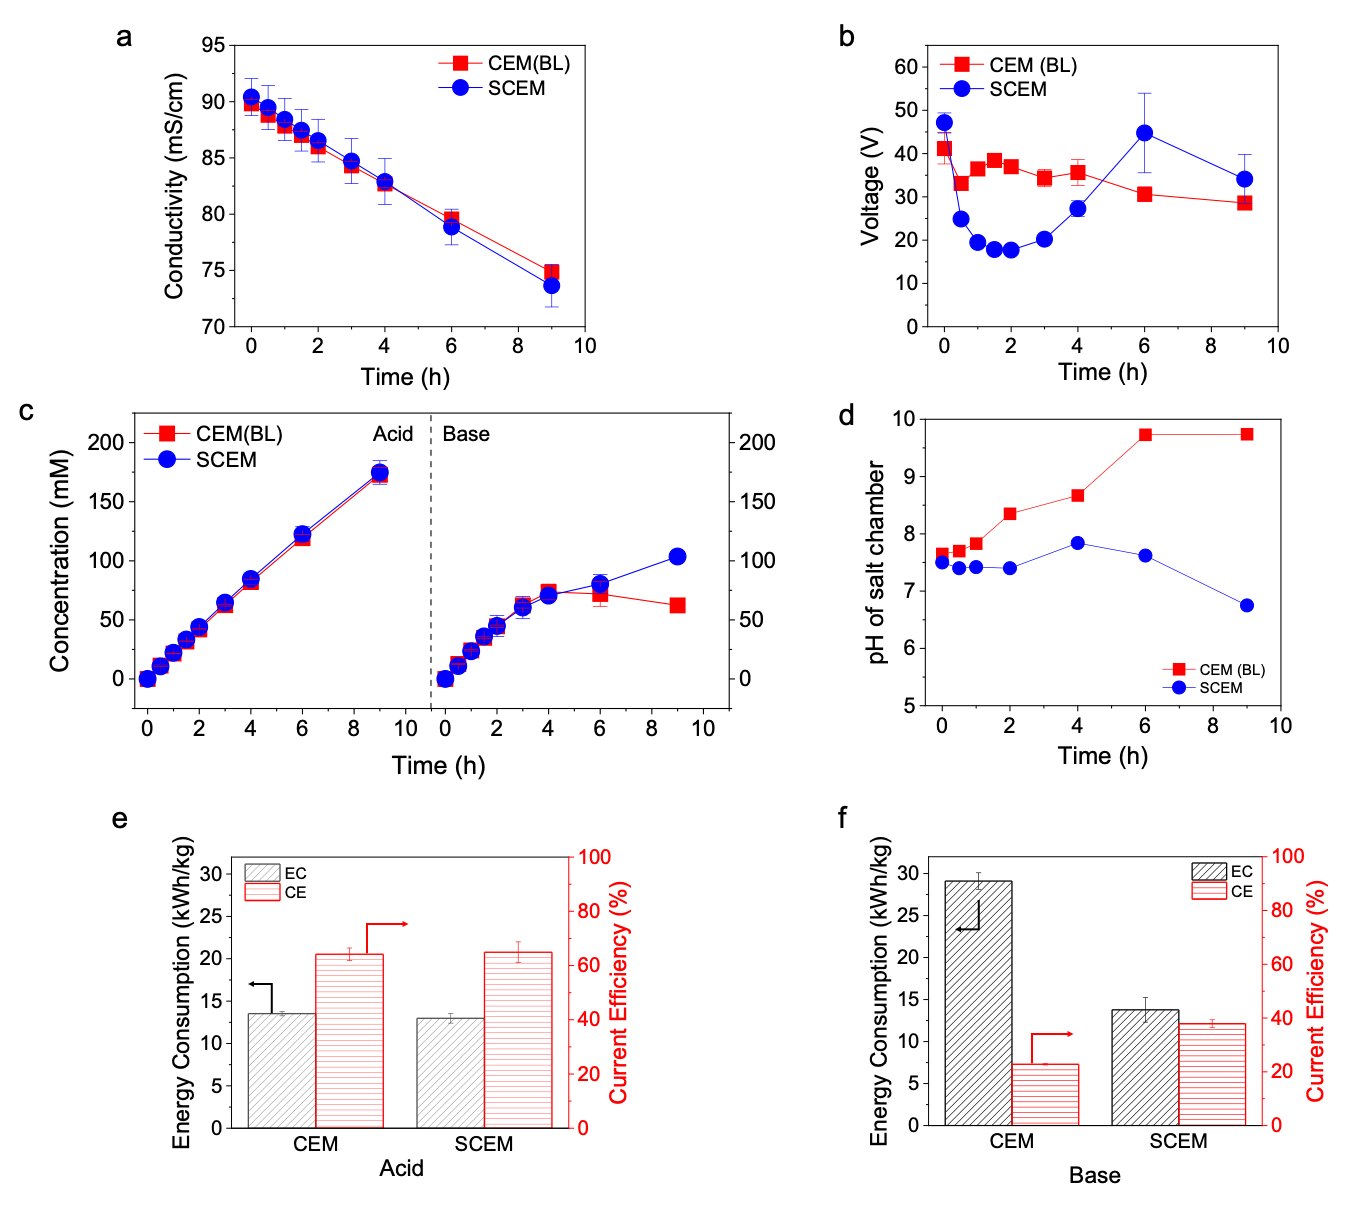 a
95
90
85
80
75
70
Conductivity (mS/cm)
CEM(BL)
SCEM
0 2 4 6 8 10
Time (h)
b
60
50
40
30
20
10
0
Voltage (V)
CEM (BL)
SCEM
0 2 4 6 8 10
Time (h)
c
200
150
100
50
0
Concentration (mM)
CEM(BL)
SCEM
Acid
Base
200
150
100
50
0
0 2 4 6 8 10 0 2 4 6 8 10
Time (h)
d
10
9
8
7
6
5
pH of salt chamber
CEM (BL)
SCEM
0 2 4 6 8 10
Time (h)
e
30
25
20
15
10
5
0
Energy Consumption (kWh/kg)
EC
CE
100
80
60
40
20
0
Current Efficiency (%)
CEM SCEM
Acid
f
30
25
20
15
10
5
0
Energy Consumption (kWh/kg)
EC
CE
100
80
60
40
20
0
Current Efficiency (%)
CEM SCEM
Base